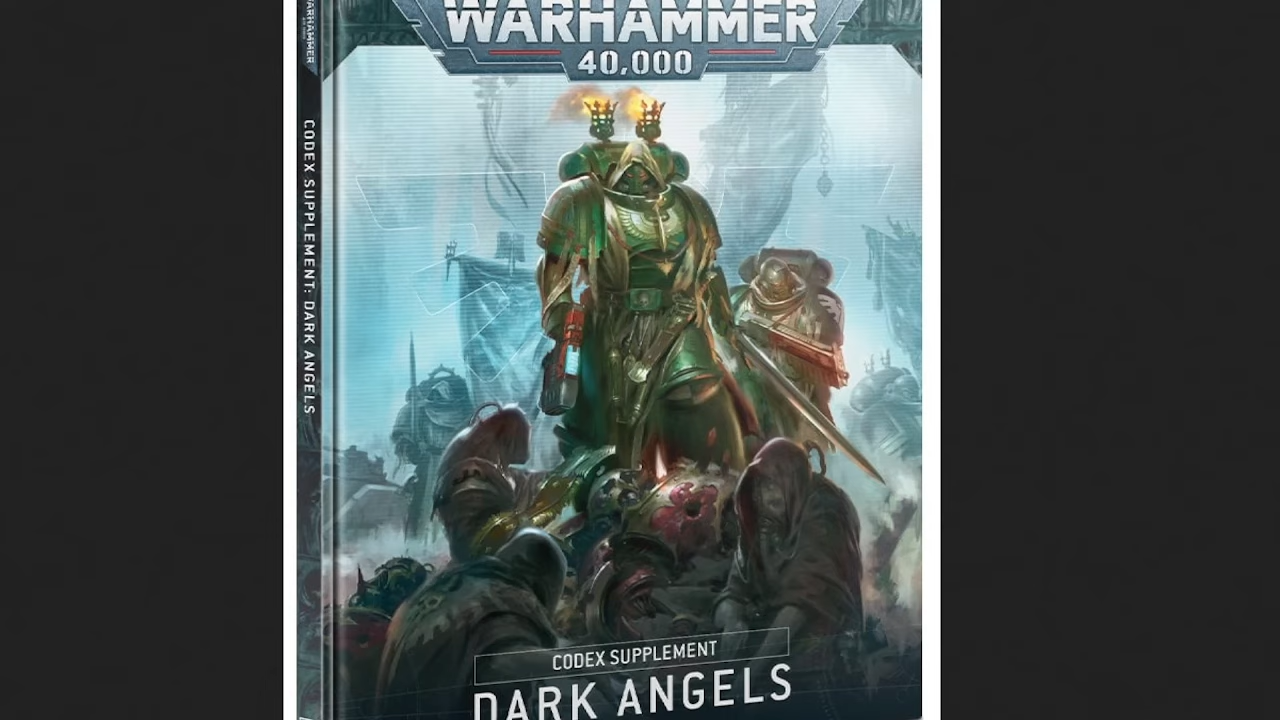 WARHAMMER
40,000
WARHAMMER
CODEX SUPPLEMENT: DARK ANGELS
CODEX SUPPLEMENT
DARK ANGELS